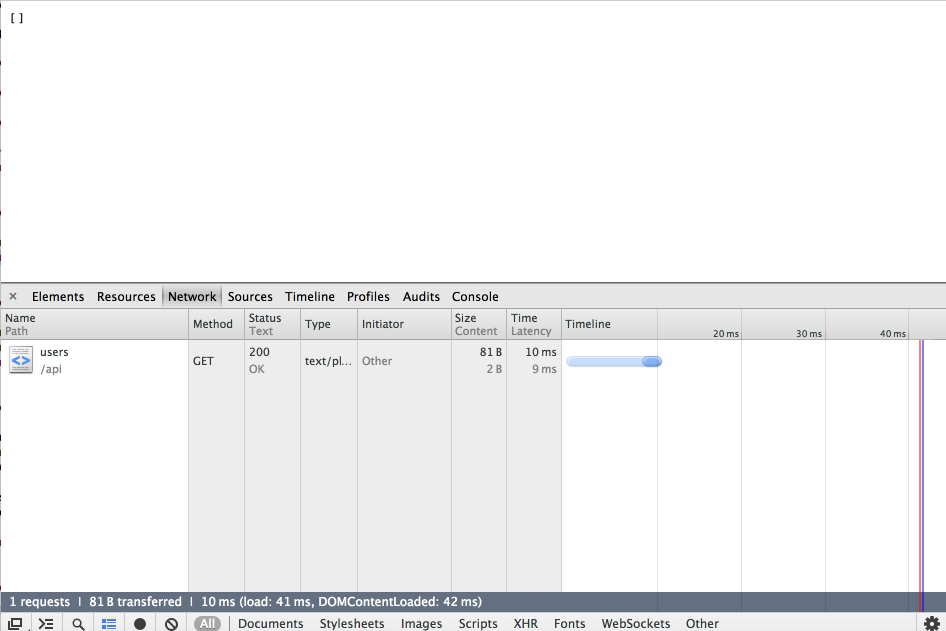 []
× Elements Resources Network Sources Timeline Profiles Audits Console
Name Method Status Type Initiator Size Time Timeline
Path Text Content Latency
20 ms 30 ms 40 ms
users GET 200 text/pl... Other 81 B 10 ms
/api OK 2 B 9 ms
1 requests | 81 B transferred | 10 ms (load: 41 ms, DOMContentLoaded: 42 ms)
All Documents Stylesheets Images Scripts XHR Fonts WebSockets Other